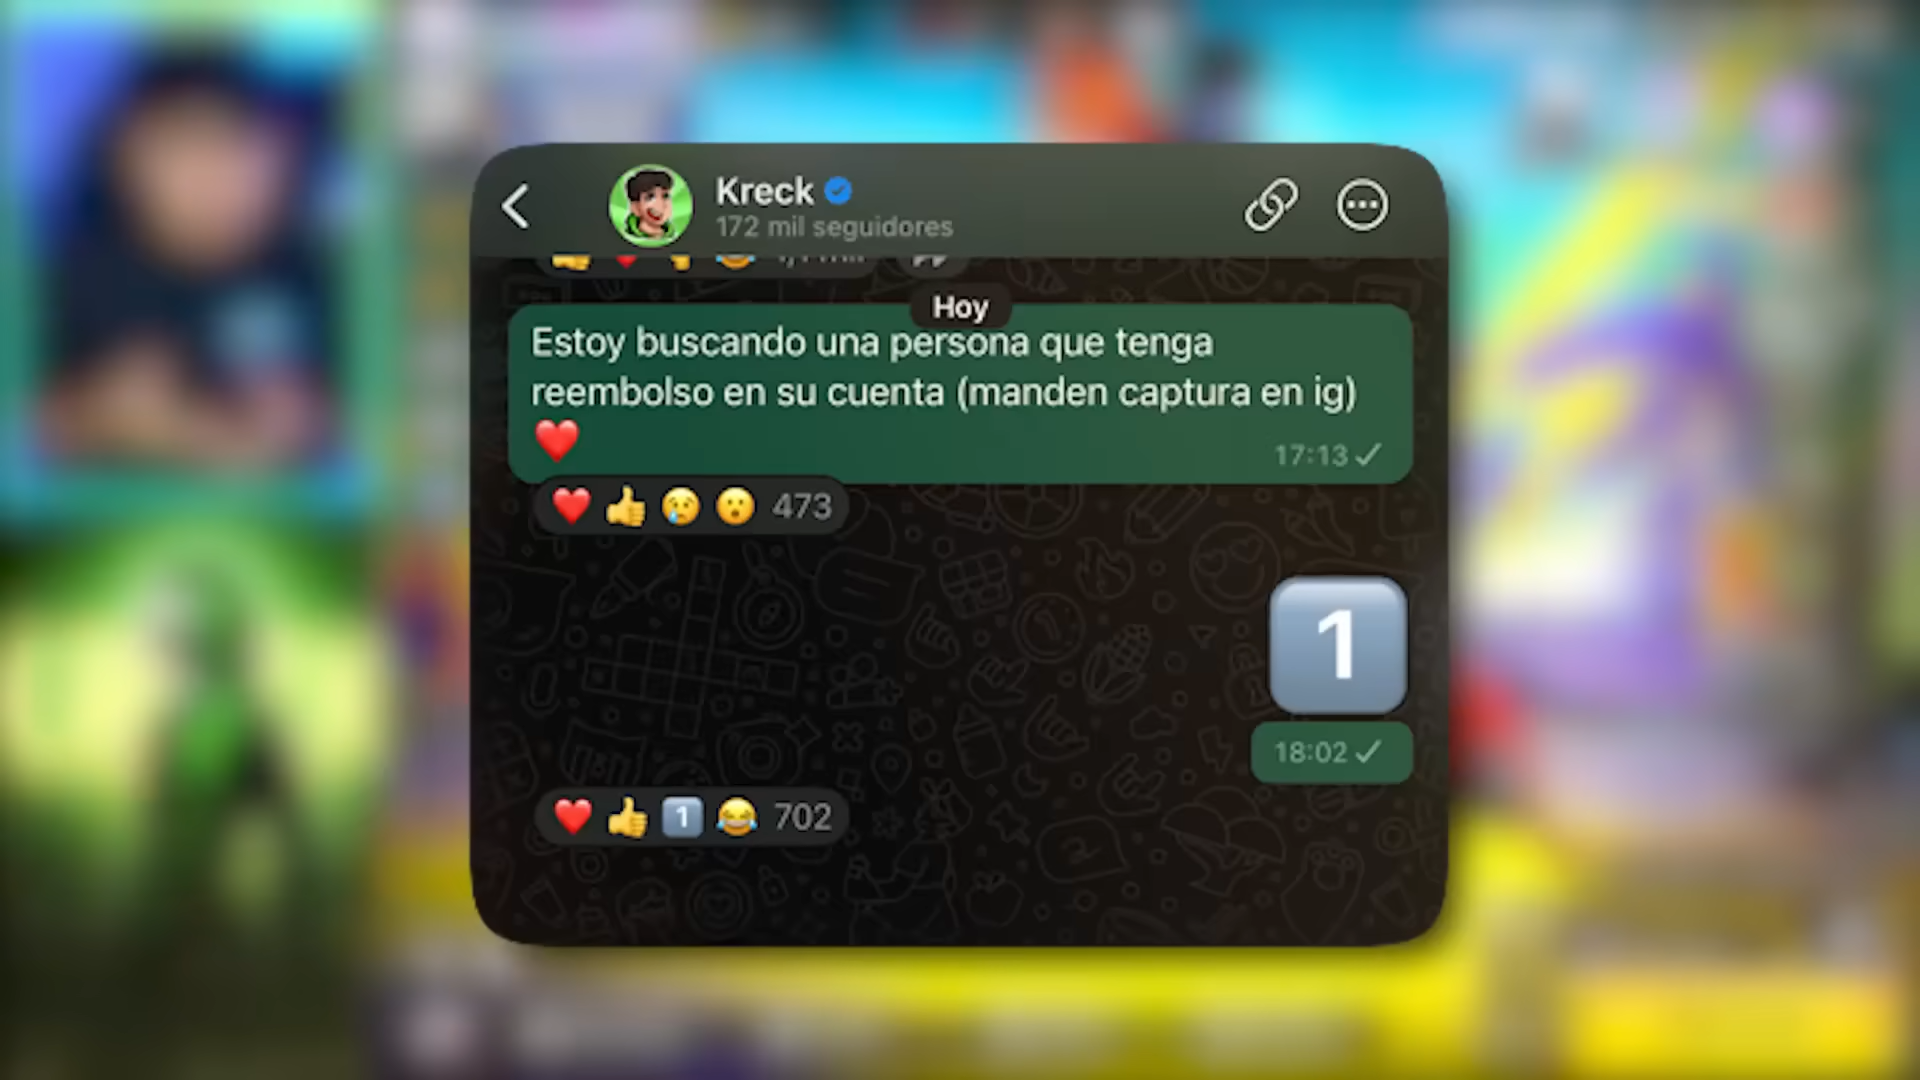 Kreck
172 mil seguidores
Hoy
Estoy buscando una persona que tenga
reembolso en su cuenta (manden captura en ig)
❤️
17:13 ✓
❤️👍😢😮 473
1️⃣
18:02 ✓
❤️👍1️⃣😂 702